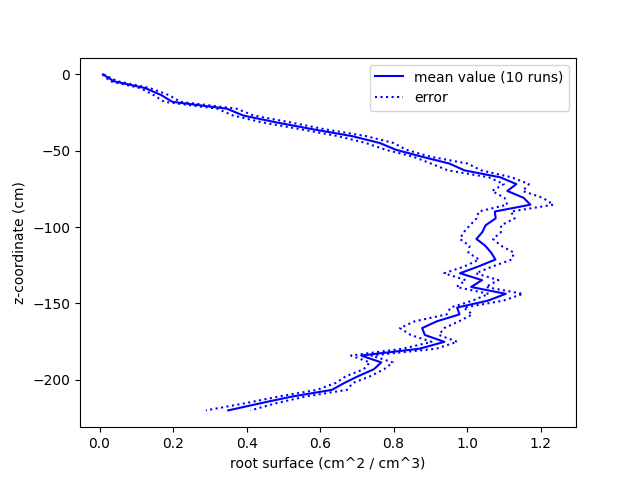 mean value (10 runs)
error
0
−50
−100
−150
−200
z-coordinate (cm)
0.0 0.2 0.4 0.6 0.8 1.0 1.2
root surface (cm^2 / cm^3)